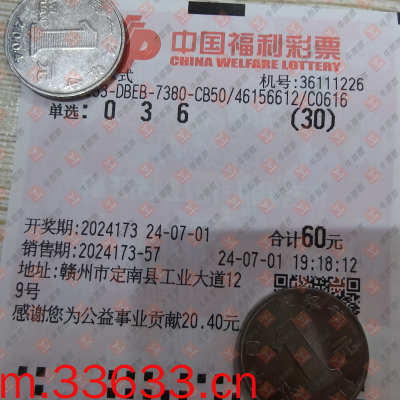 中国福利彩票
CHINA WELFARE LOTTERY
式
机号:36111226
-DBEB-7380-CB50/46156612/C0616
单选: 0 3 6 (30)
开奖期:2024173 24-07-01 合计60元
销售期:2024173-57 24-07-01 19:18:12
地址:赣州市定南县工业大道12
9号
感谢您为公益事业贡献20.40元
m.33633.cn